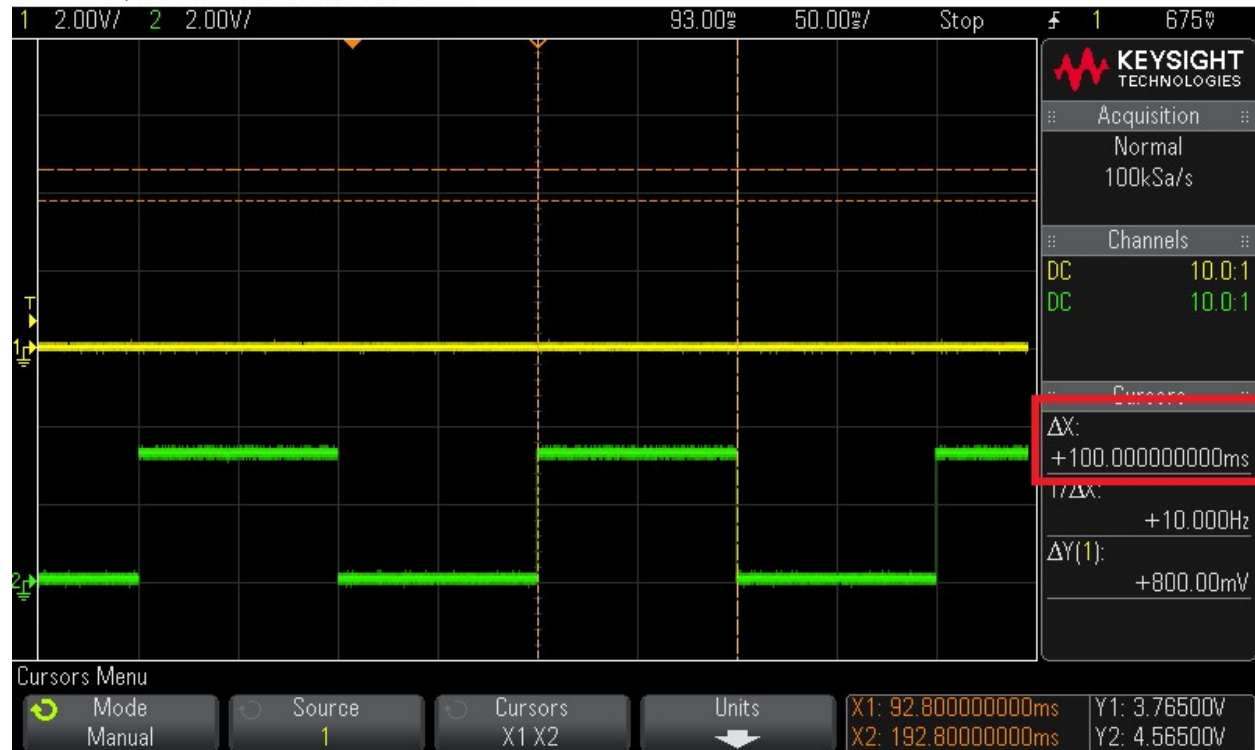 1 2.00V/ 2 2.00V/ 93.00ms 50.00ms/ Stop 1 675mV
KEYSIGHT
TECHNOLOGIES
Acquisition
Normal
100kSa/s
Channels
DC 10.0:1
DC 10.0:1
T
1
2
Cursors
ΔX:
+100.000000000ms
1/ΔX:
+10.000Hz
ΔY(1):
+800.00mV
Cursors Menu
Mode
Manual
Source
1
Cursors
X1 X2
Units
X1: 92.800000000ms
X2: 192.80000000ms
Y1: 3.76500V
Y2: 4.56500V